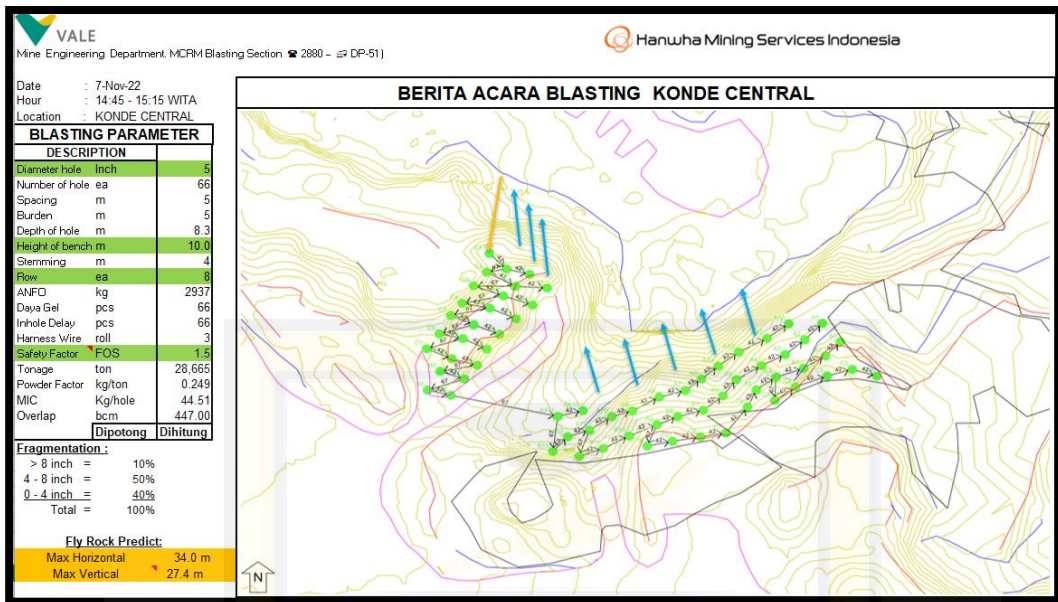 VALE
Mine Engineering Department. MCRM Blasting Section ☎ 2880 - DP-51)
Hanwha Mining Services Indonesia
Date : 7-Nov-22
Hour : 14:45 - 15:15 WITA
Location : KONDE CENTRAL
BLASTING PARAMETER
DESCRIPTION
Diameter hole Inch 5
Number of hole ea 66
Spacing m 5
Burden m 5
Depth of hole m 8.3
Height of bench m 10.0
Stemming m 4
Row ea 8
ANFO kg 2937
Daya Gel pcs 66
Inhole Delay pcs 66
Harness Wire roll 3
Safety Factor FOS 1.5
Tonage ton 28,665
Powder Factor kg/ton 0.249
MIC Kg/hole 44.51
Overlap bcm 447.00
Dipotong Dihitung
Fragmentation :
> 8 inch = 10%
4 - 8 inch = 50%
0 - 4 inch = 40%
Total = 100%
Fly Rock Predict:
Max Horizontal 34.0 m
Max Vertical 27.4 m
BERITA ACARA BLASTING KONDE CENTRAL
N